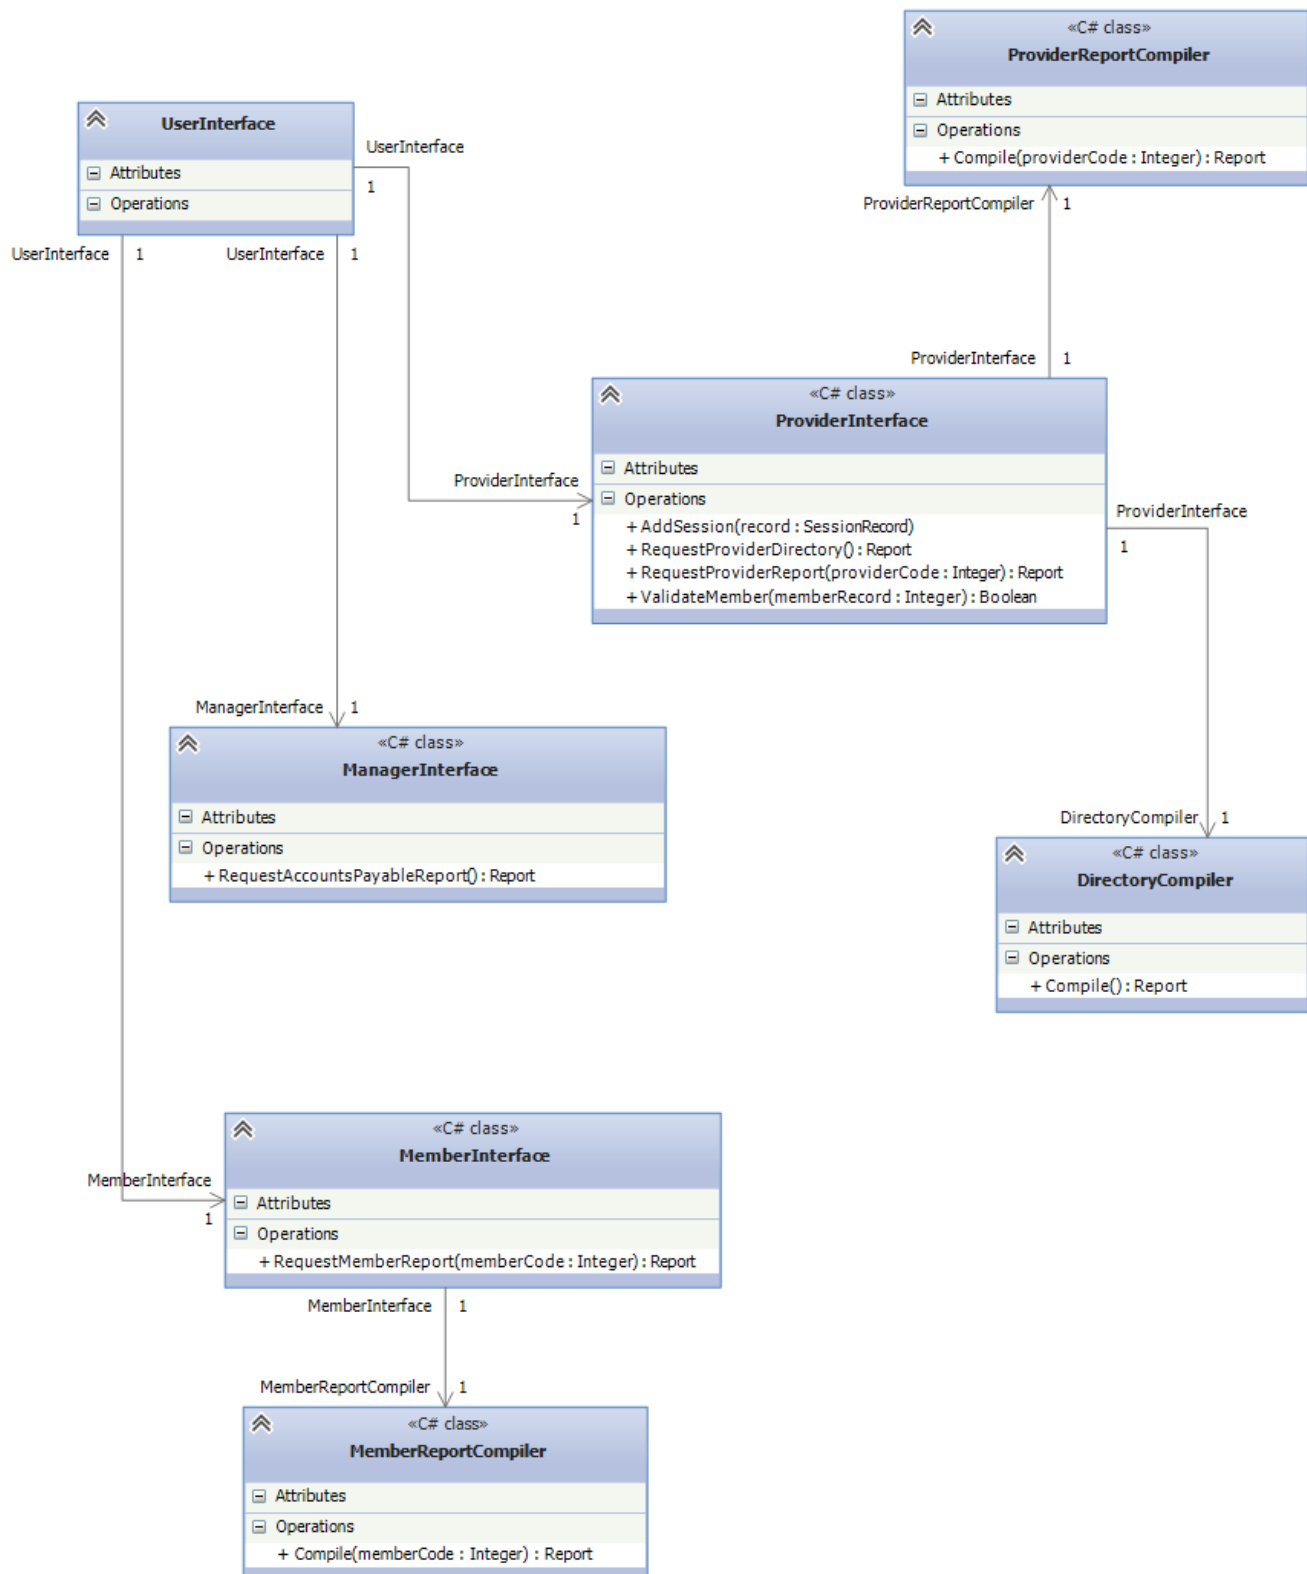 «C# class»
ProviderReportCompiler
Attributes
Operations
+ Compile(providerCode : Integer) : Report
UserInterface
Attributes
Operations
UserInterface
1
ProviderReportCompiler
1
UserInterface
1
UserInterface
1
ProviderInterface
1
«C# class»
ProviderInterface
Attributes
Operations
+ AddSession(record : SessionRecord)
+ RequestProviderDirectory() : Report
+ RequestProviderReport(providerCode : Integer) : Report
+ ValidateMember(memberRecord : Integer) : Boolean
ProviderInterface
1
ProviderInterface
1
ManagerInterface
1
«C# class»
ManagerInterface
Attributes
Operations
+ RequestAccountsPayableReport() : Report
DirectoryCompiler
1
«C# class»
DirectoryCompiler
Attributes
Operations
+ Compile() : Report
«C# class»
MemberInterface
Attributes
Operations
+ RequestMemberReport(memberCode : Integer) : Report
MemberInterface
1
MemberInterface
1
MemberReportCompiler
1
«C# class»
MemberReportCompiler
Attributes
Operations
+ Compile(memberCode : Integer) : Report